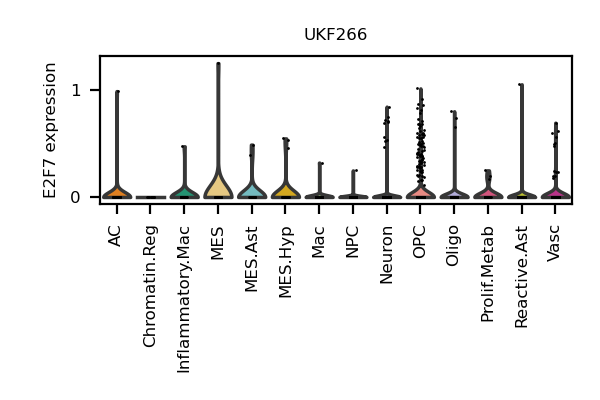 UKF266
E2F7 expression
1
0
AC
Chromatin.Reg
Inflammatory.Mac
MES
MES.Ast
MES.Hyp
Mac
NPC
Neuron
OPC
Oligo
Prolif.Metab
Reactive.Ast
Vasc